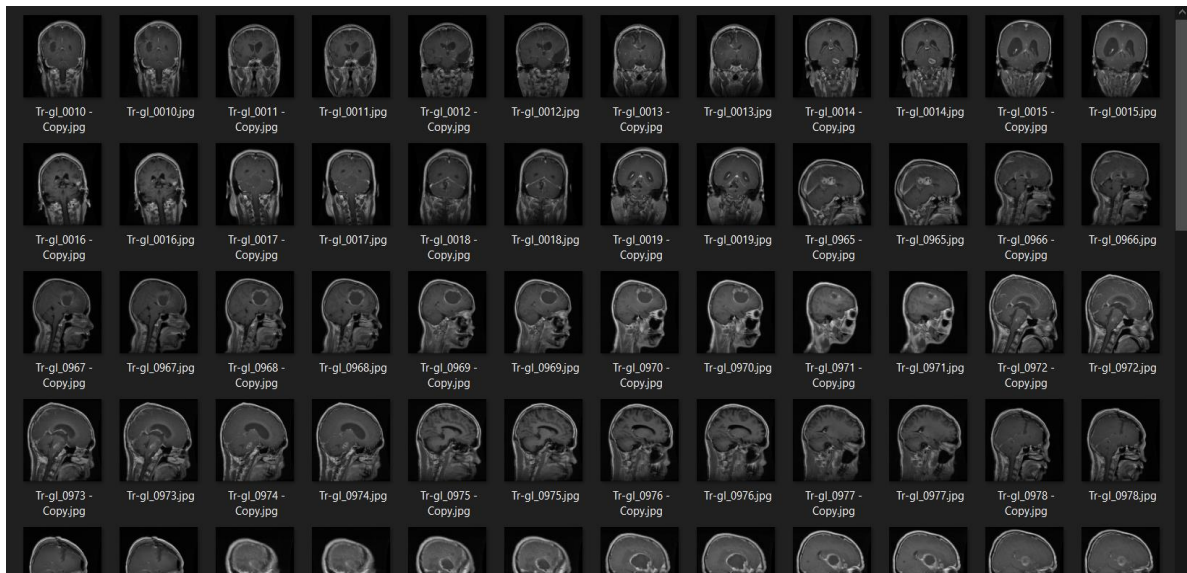 Tr-gl_0010 - Tr-gl_0010.jpg Tr-gl_0011 - Tr-gl_0011.jpg Tr-gl_0012 - Tr-gl_0012.jpg Tr-gl_0013 - Tr-gl_0013.jpg Tr-gl_0014 - Tr-gl_0014.jpg Tr-gl_0015 - Tr-gl_0015.jpg
Copy.jpg Copy.jpg Copy.jpg Copy.jpg Copy.jpg Copy.jpg
Tr-gl_0016 - Tr-gl_0016.jpg Tr-gl_0017 - Tr-gl_0017.jpg Tr-gl_0018 - Tr-gl_0018.jpg Tr-gl_0019 - Tr-gl_0019.jpg Tr-gl_0965 - Tr-gl_0965.jpg Tr-gl_0966 - Tr-gl_0966.jpg
Copy.jpg Copy.jpg Copy.jpg Copy.jpg Copy.jpg Copy.jpg
Tr-gl_0967 - Tr-gl_0967.jpg Tr-gl_0968 - Tr-gl_0968.jpg Tr-gl_0969 - Tr-gl_0969.jpg Tr-gl_0970 - Tr-gl_0970.jpg Tr-gl_0971 - Tr-gl_0971.jpg Tr-gl_0972 - Tr-gl_0972.jpg
Copy.jpg Copy.jpg Copy.jpg Copy.jpg Copy.jpg Copy.jpg
Tr-gl_0973 - Tr-gl_0973.jpg Tr-gl_0974 - Tr-gl_0974.jpg Tr-gl_0975 - Tr-gl_0975.jpg Tr-gl_0976 - Tr-gl_0976.jpg Tr-gl_0977 - Tr-gl_0977.jpg Tr-gl_0978 - Tr-gl_0978.jpg
Copy.jpg Copy.jpg Copy.jpg Copy.jpg Copy.jpg Copy.jpg